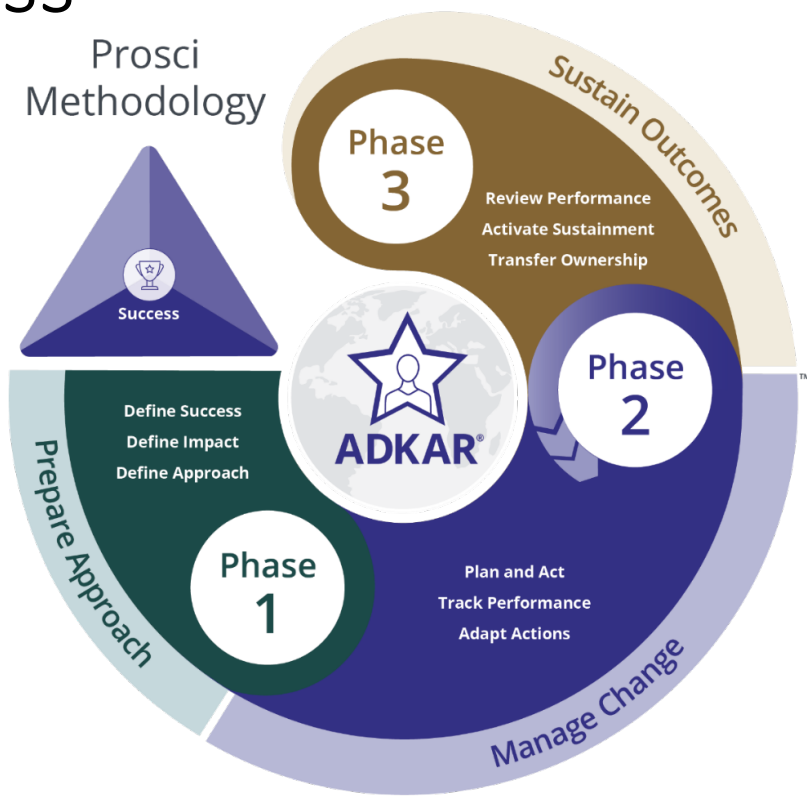 Prosci
Methodology
Success
Phase
1
Prepare Approach
Define Success
Define Impact
Define Approach
Phase
2
Manage Change
Plan and Act
Track Performance
Adapt Actions
Phase
3
Sustain Outcomes
Review Performance
Activate Sustainment
Transfer Ownership
ADKAR®
™